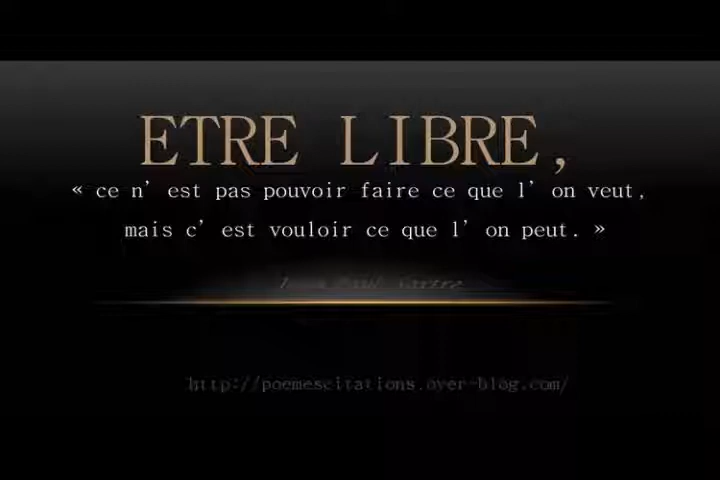 ETRE LIBRE,
« ce n’est pas pouvoir faire ce que l’on veut,
mais c’est vouloir ce que l’on peut. »
http://poemescitations.over-blog.com/